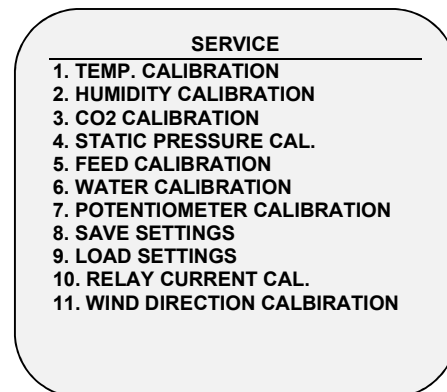 SERVICE
1. TEMP. CALIBRATION
2. HUMIDITY CALIBRATION
3. CO2 CALIBRATION
4. STATIC PRESSURE CAL.
5. FEED CALIBRATION
6. WATER CALIBRATION
7. POTENTIOMETER CALIBRATION
8. SAVE SETTINGS
9. LOAD SETTINGS
10. RELAY CURRENT CAL.
11. WIND DIRECTION CALBIRATION